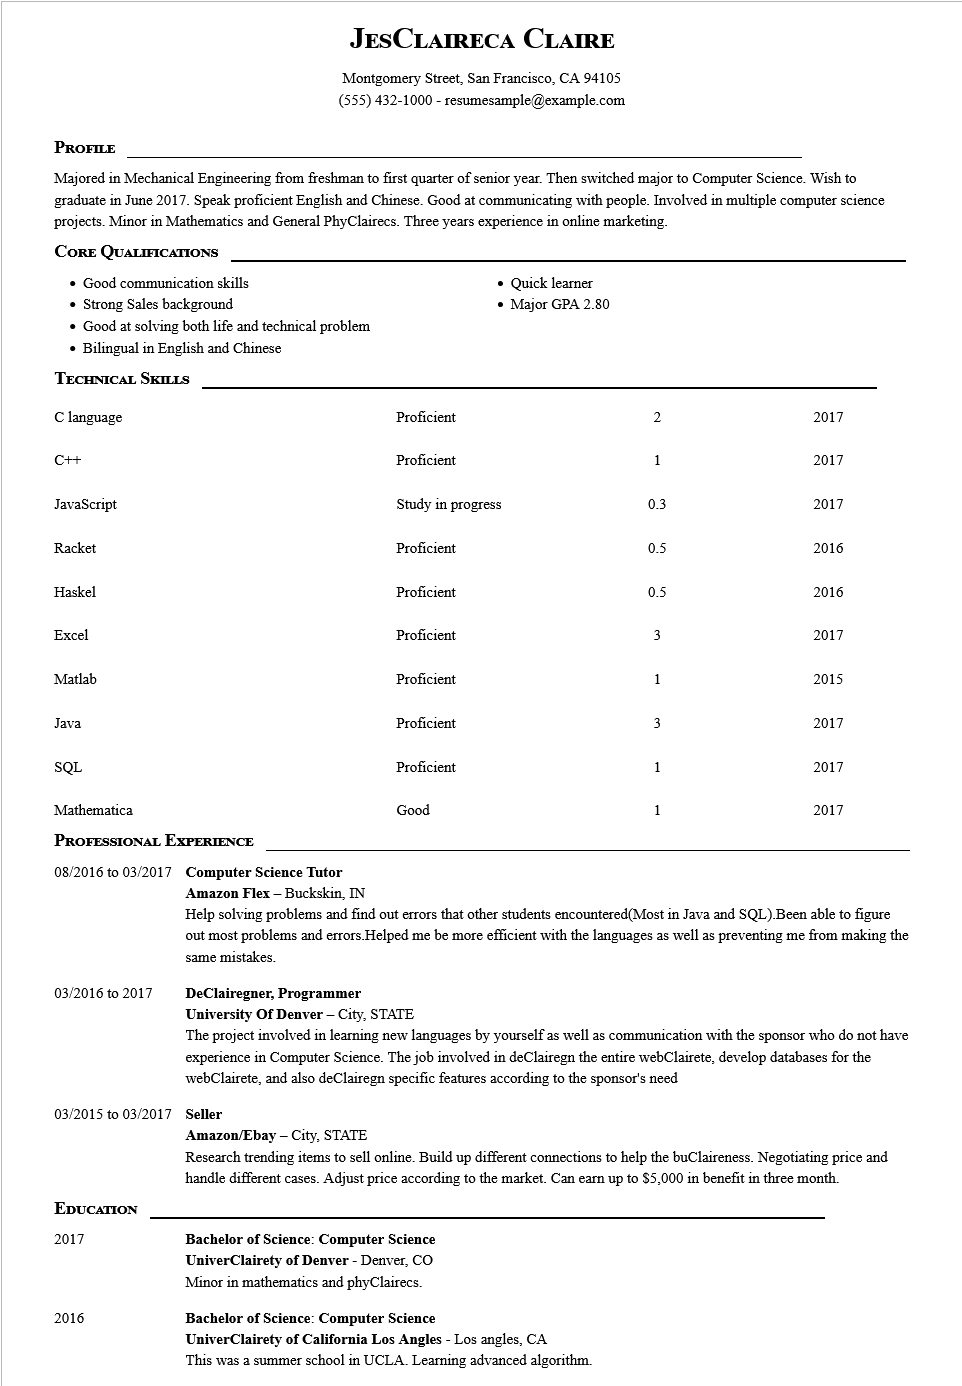 JesClaireca Claire
Montgomery Street, San Francisco, CA 94105
(555) 432-1000 - resumesample@example.com
Profile
Majored in Mechanical Engineering from freshman to first quarter of senior year. Then switched major to Computer Science. Wish to
graduate in June 2017. Speak proficient English and Chinese. Good at communicating with people. Involved in multiple computer science
projects. Minor in Mathematics and General PhyClairecs. Three years experience in online marketing.
Core Qualifications
• Good communication skills
• Strong Sales background
• Good at solving both life and technical problem
• Bilingual in English and Chinese
• Quick learner
• Major GPA 2.80
Technical Skills
C language Proficient 2 2017
C++ Proficient 1 2017
JavaScript Study in progress 0.3 2017
Racket Proficient 0.5 2016
Haskel Proficient 0.5 2016
Excel Proficient 3 2017
Matlab Proficient 1 2015
Java Proficient 3 2017
SQL Proficient 1 2017
Mathematica Good 1 2017
Professional Experience
08/2016 to 03/2017 Computer Science Tutor
Amazon Flex – Buckskin, IN
Help solving problems and find out errors that other students encountered(Most in Java and SQL).Been able to figure
out most problems and errors.Helped me be more efficient with the languages as well as preventing me from making the
same mistakes.
03/2016 to 2017 DeClairegner, Programmer
University Of Denver – City, STATE
The project involved in learning new languages by yourself as well as communication with the sponsor who do not have
experience in Computer Science. The job involved in deClairegn the entire webClairete, develop databases for the
webClairete, and also deClairegn specific features according to the sponsor's need
03/2015 to 03/2017 Seller
Amazon/Ebay – City, STATE
Research trending items to sell online. Build up different connections to help the buClaireness. Negotiating price and
handle different cases. Adjust price according to the market. Can earn up to $5,000 in benefit in three month.
Education
2017 Bachelor of Science: Computer Science
UniverClairety of Denver - Denver, CO
Minor in mathematics and phyClairecs.
2016 Bachelor of Science: Computer Science
UniverClairety of California Los Angles - Los angles, CA
This was a summer school in UCLA. Learning advanced algorithm.